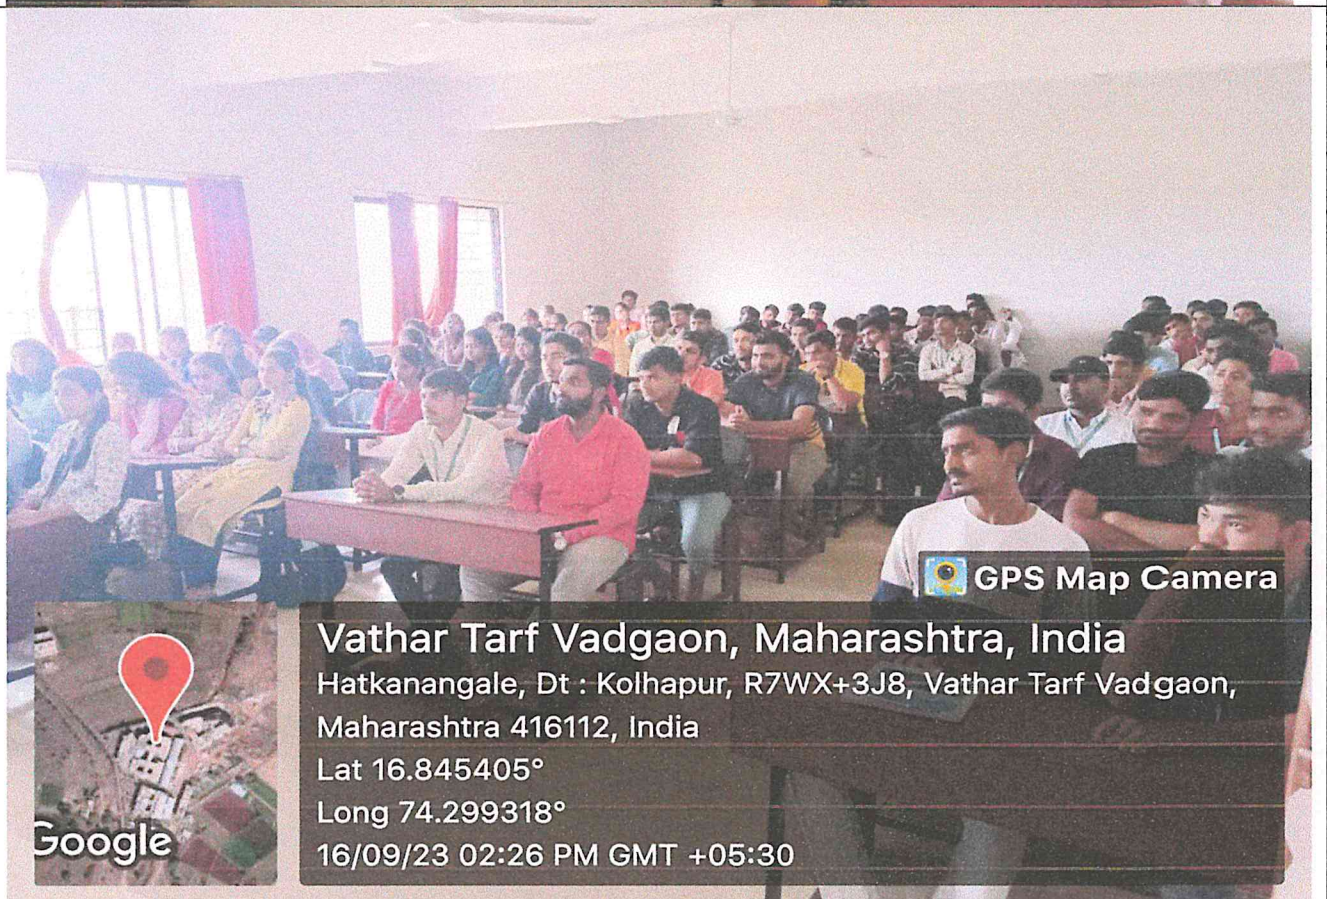 GPS Map Camera
Vathar Tarf Vadgaon, Maharashtra, India
Hatkanangale, Dt : Kolhapur, R7WX+3J8, Vathar Tarf Vadgaon,
Maharashtra 416112, India
Lat 16.845405°
Long 74.299318°
16/09/23 02:26 PM GMT +05:30
Google